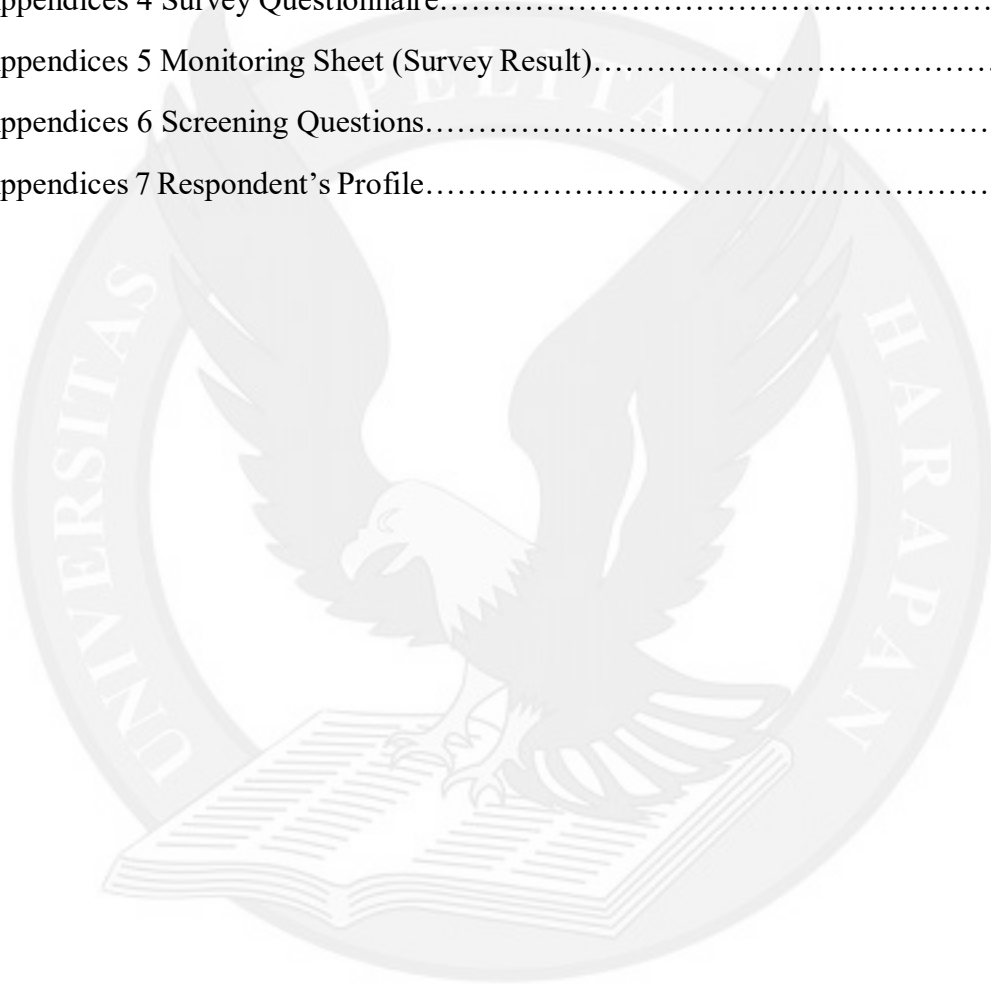 ppendices 4 Survey Questionnaire……………………………………………………
ppendices 5 Monitoring Sheet (Survey Result)……………………………………
ppendices 6 Screening Questions……………………………………………………
ppendices 7 Respondent’s Profile……………………………………………………
UNIVERSITAS PELITA HARAPAN